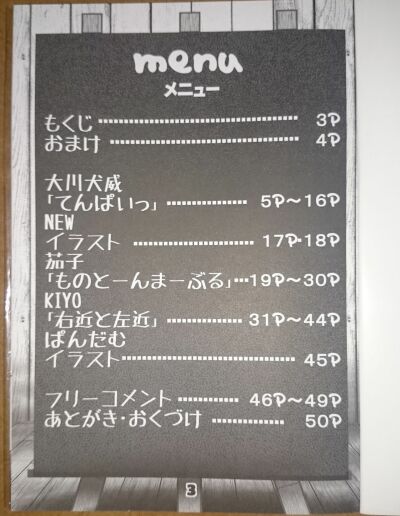 menu
メニュー
もくじ 3P
おまけ 4P
大川犬威
「てんぱいっ」 5P～16P
NEW
イラスト 17P・18P
茄子
「ものとーんまーぶる」…19P～30P
KIYO
「右近と左近」 31P～44P
ぱんだむ
イラスト 45P
フリーコメント 46P～49P
あとがき・おくづけ 50P
3